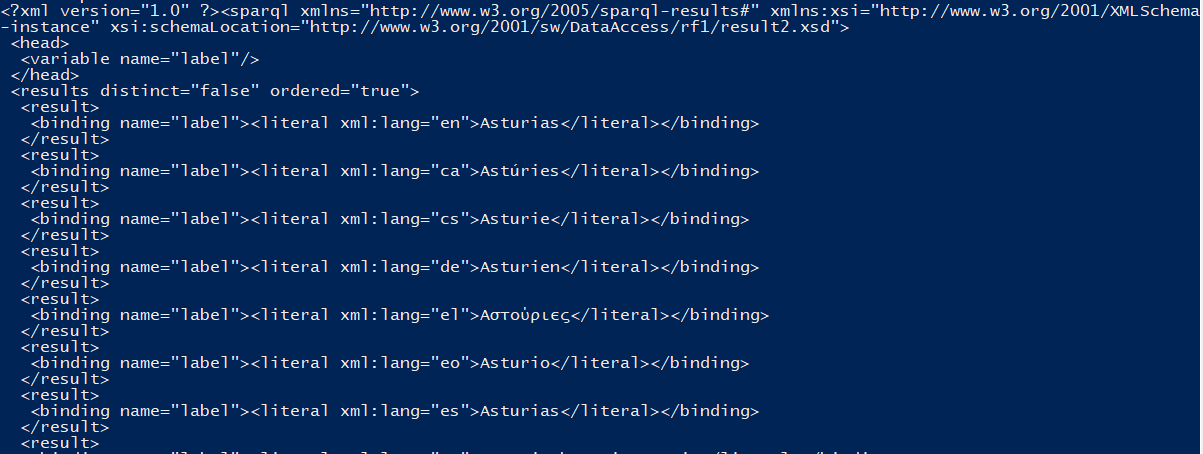 <?xml version="1.0" ?><sparql xmlns="http://www.w3.org/2005/sparql-results#" xmlns:xsi="http://www.w3.org/2001/XMLSchema
-instance" xsi:schemaLocation="http://www.w3.org/2001/sw/DataAccess/rf1/result2.xsd">
<head>
<variable name="label"/>
</head>
<results distinct="false" ordered="true">
<result>
<binding name="label"><literal xml:lang="en">Asturias</literal></binding>
</result>
<result>
<binding name="label"><literal xml:lang="ca">Astúries</literal></binding>
</result>
<result>
<binding name="label"><literal xml:lang="cs">Asturie</literal></binding>
</result>
<result>
<binding name="label"><literal xml:lang="de">Asturien</literal></binding>
</result>
<result>
<binding name="label"><literal xml:lang="el">Αστούριες</literal></binding>
</result>
<result>
<binding name="label"><literal xml:lang="eo">Asturio</literal></binding>
</result>
<result>
<binding name="label"><literal xml:lang="es">Asturias</literal></binding>
</result>
<result>